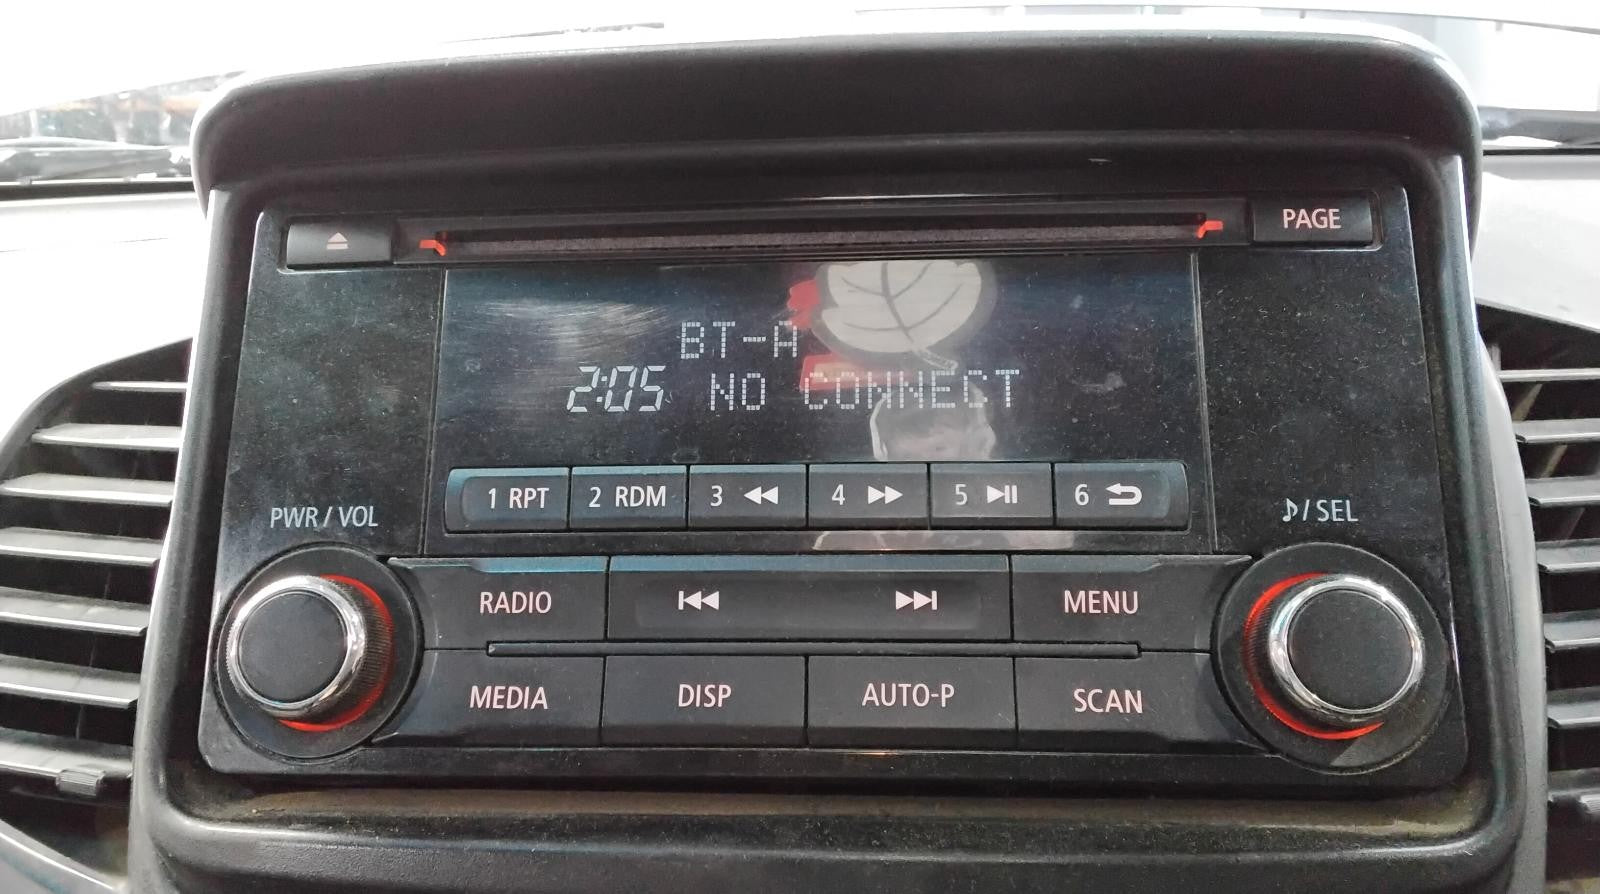 PAGE
BT-A
2:05 NO CONNECT
1 RPT 2 RDM 3 4 5 6
PWR / VOL
/ SEL
RADIO MENU
MEDIA DISP AUTO-P SCAN